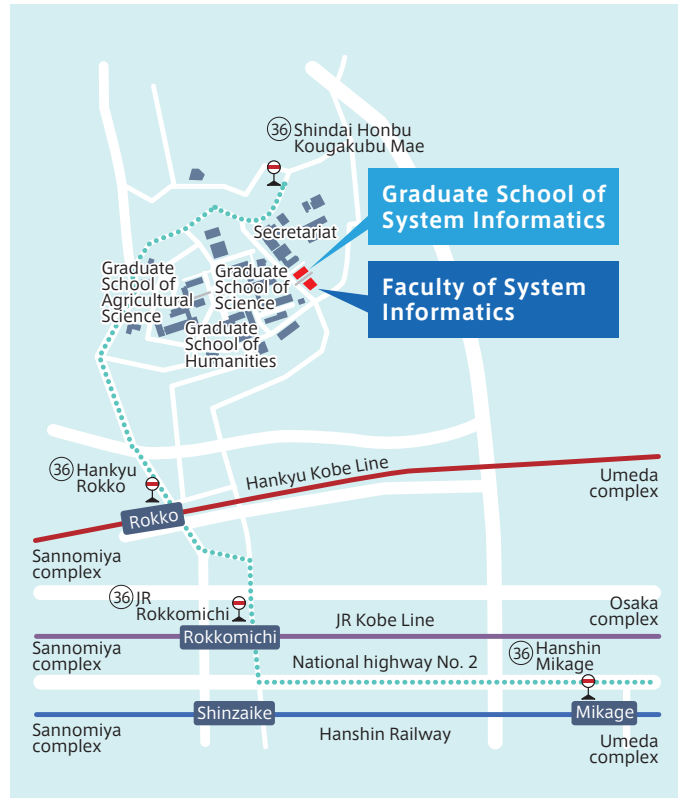 36 Shindai Honbu
Kougakubu Mae
Graduate School of
System Informatics
Secretariat
Graduate
School of
Agricultural
Science
Graduate
School of
Science
Faculty of System
Informatics
Graduate
School of
Humanities
36 Hankyu
Rokko
Hankyu Kobe Line
Umeda
complex
Rokko
Sannomiya
complex
36 JR
Rokkomichi
JR Kobe Line
Osaka
complex
Rokkomichi
Sannomiya
complex
National highway No. 2
36 Hanshin
Mikage
Shinzaike
Mikage
Sannomiya
complex
Hanshin Railway
Umeda
complex